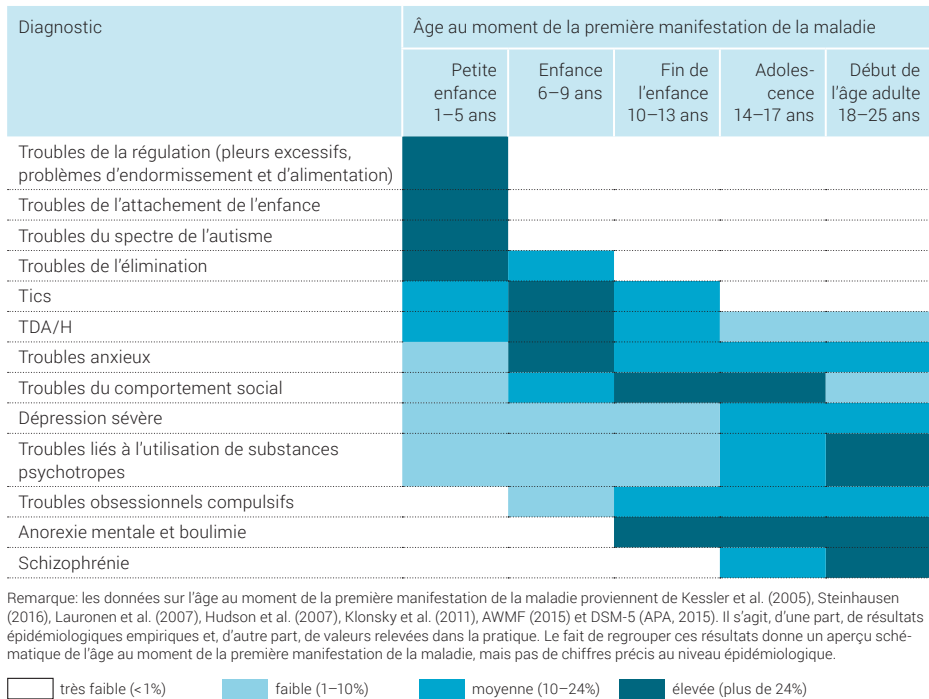 Diagnostic
Âge au moment de la première manifestation de la maladie
Petite
enfance
1–5 ans
Enfance
6–9 ans
Fin de
l'enfance
10–13 ans
Adoles-
cence
14–17 ans
Début de
l'âge adulte
18–25 ans
Troubles de la régulation (pleurs excessifs,
problèmes d'endormissement et d'alimentation)
Troubles de l'attachement de l'enfance
Troubles du spectre de l'autisme
Troubles de l'élimination
Tics
TDA/H
Troubles anxieux
Troubles du comportement social
Dépression sévère
Troubles liés à l'utilisation de substances
psychotropes
Troubles obsessionnels compulsifs
Anorexie mentale et boulimie
Schizophrénie
Remarque: les données sur l'âge au moment de la première manifestation de la maladie proviennent de Kessler et al. (2005), Steinhausen
(2016), Lauronen et al. (2007), Hudson et al. (2007), Klonsky et al. (2011), AWMF (2015) et DSM-5 (APA, 2015). Il s'agit, d'une part, de résultats
épidémiologiques empiriques et, d'autre part, de valeurs relevées dans la pratique. Le fait de regrouper ces résultats donne un aperçu sché-
matique de l'âge au moment de la première manifestation de la maladie, mais pas de chiffres précis au niveau épidémiologique.
très faible (<1%)
faible (1–10%)
moyenne (10–24%)
élevée (plus de 24%)